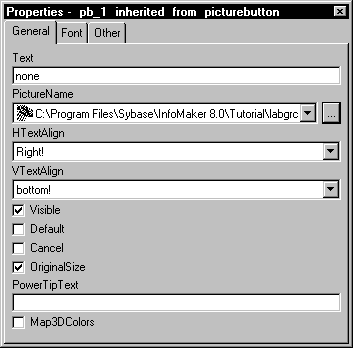 Properties - pb_1 inherited from picturebutton
General Font Other
Text
none
PictureName
C:\Program Files\Sybase\InfoMaker 8.0\Tutorial\labgrc ...
HTextAlign
Right!
VTextAlign
bottom!
Visible
Default
Cancel
OriginalSize
PowerTipText
Map3DColors